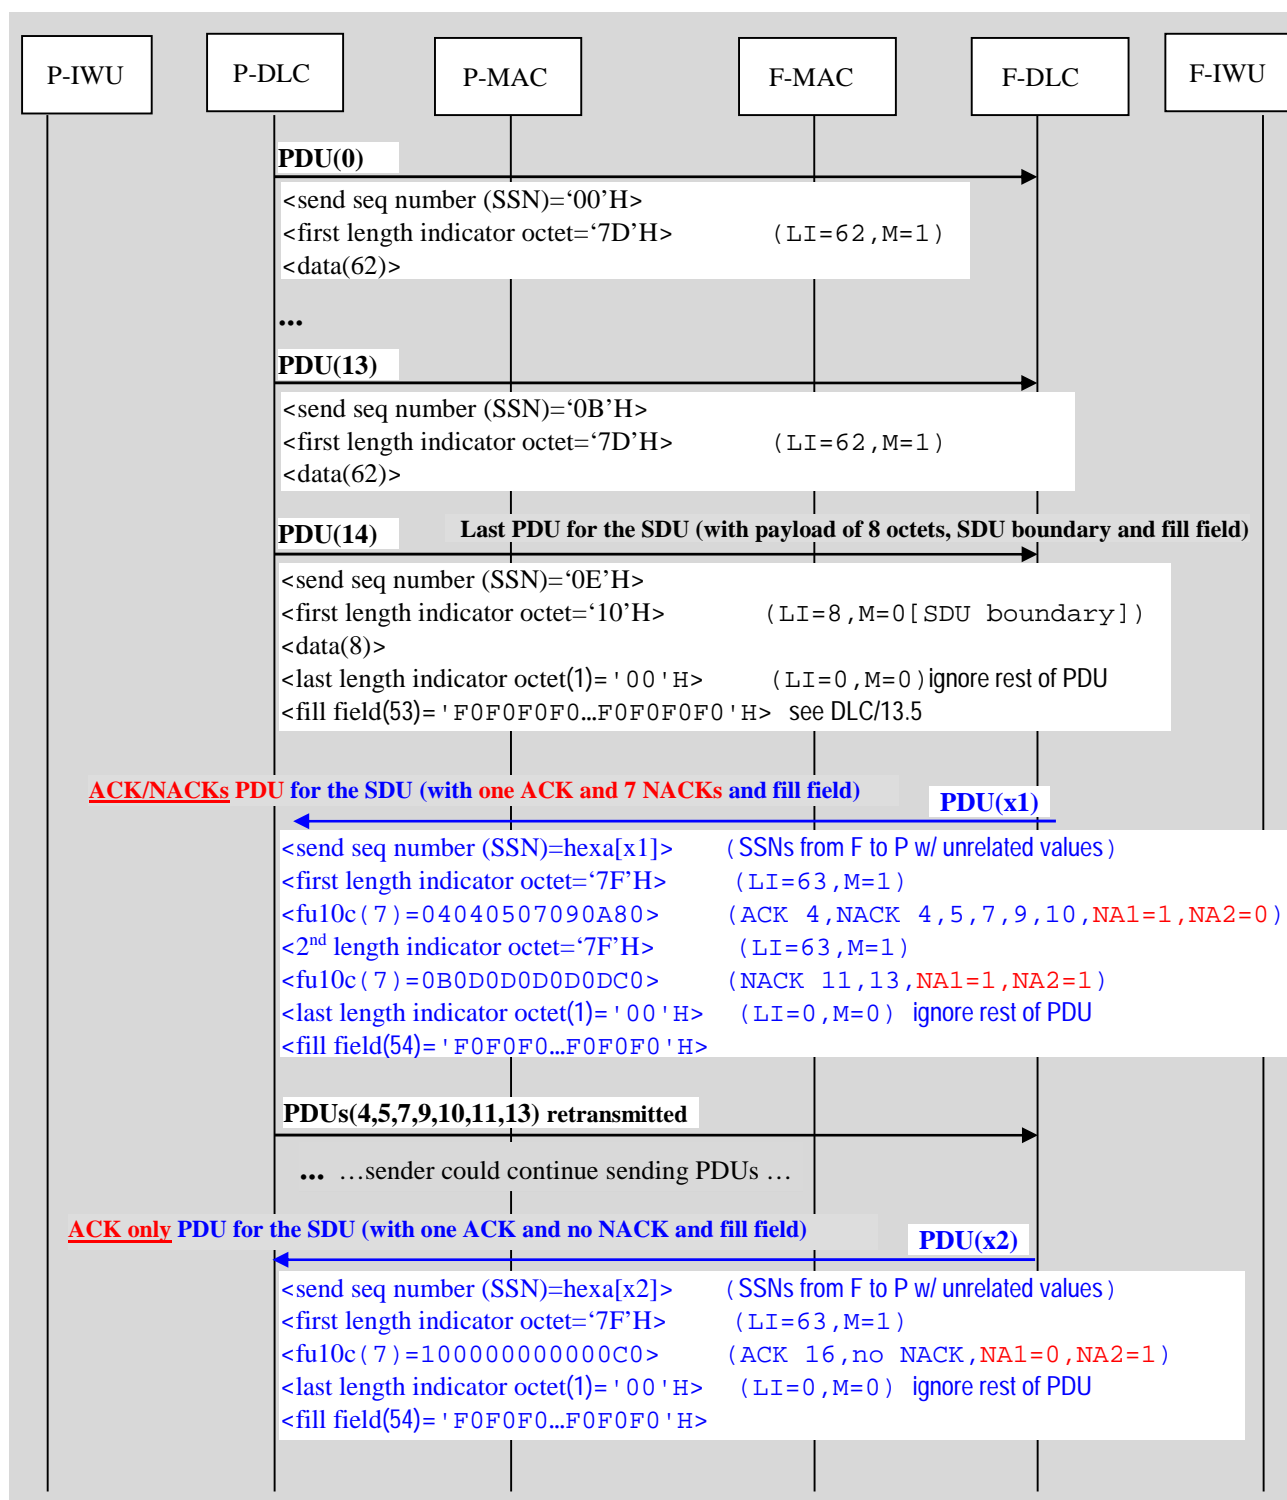 P-IWU P-DLC P-MAC F-MAC F-DLC F-IWU
PDU(0)
<send seq number (SSN)=‘00’H>
<first length indicator octet=‘7D’H> (LI=62,M=1)
<data(62)>
...
PDU(13)
<send seq number (SSN)=‘0B’H>
<first length indicator octet=‘7D’H> (LI=62,M=1)
<data(62)>
PDU(14) Last PDU for the SDU (with payload of 8 octets, SDU boundary and fill field)
<send seq number (SSN)=‘0E’H>
<first length indicator octet=‘10’H> (LI=8,M=0[SDU boundary])
<data(8)>
<last length indicator octet(1)='00'H> (LI=0,M=0)ignore rest of PDU
<fill field(53)='F0F0F0F0…F0F0F0F0'H> see DLC/13.5
ACK/NACKs PDU for the SDU (with one ACK and 7 NACKs and fill field) PDU(x1)
<send seq number (SSN)=hexa[x1]> (SSNs from F to P w/ unrelated values)
<first length indicator octet=‘7F’H> (LI=63,M=1)
<fu10c(7)=04040507090A80> (ACK 4,NACK 4,5,7,9,10,NA1=1,NA2=0)
<2nd length indicator octet=‘7F’H> (LI=63,M=1)
<fu10c(7)=0B0D0D0D0D0DC0> (NACK 11,13,NA1=1,NA2=1)
<last length indicator octet(1)='00'H> (LI=0,M=0) ignore rest of PDU
<fill field(54)='F0F0F0…F0F0F0'H>
PDUs(4,5,7,9,10,11,13) retransmitted
... …sender could continue sending PDUs …
ACK only PDU for the SDU (with one ACK and no NACK and fill field) PDU(x2)
<send seq number (SSN)=hexa[x2]> (SSNs from F to P w/ unrelated values)
<first length indicator octet=‘7F’H> (LI=63,M=1)
<fu10c(7)=100000000000C0> (ACK 16,no NACK,NA1=0,NA2=1)
<last length indicator octet(1)='00'H> (LI=0,M=0) ignore rest of PDU
<fill field(54)='F0F0F0…F0F0F0'H>